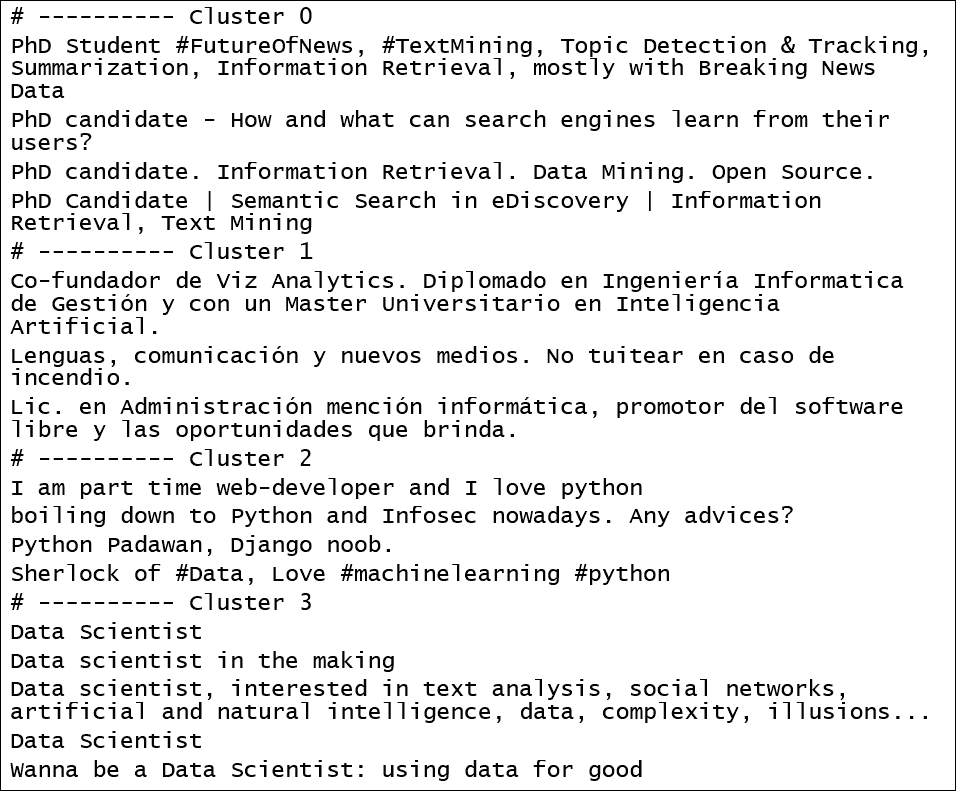 # ---------- Cluster 0
PhD Student #FutureOfNews, #TextMining, Topic Detection & Tracking,
Summarization, Information Retrieval, mostly with Breaking News
Data
PhD candidate - How and what can search engines learn from their
users?
PhD candidate. Information Retrieval. Data Mining. Open Source.
PhD Candidate | Semantic Search in eDiscovery | Information
Retrieval, Text Mining
# ---------- Cluster 1
Co-fundador de Viz Analytics. Diplomado en Ingeniería Informatica
de Gestión y con un Master Universitario en Inteligencia
Artificial.
Lenguas, comunicación y nuevos medios. No tuitear en caso de
incendio.
Lic. en Administración mención informática, promotor del software
libre y las oportunidades que brinda.
# ---------- Cluster 2
I am part time web-developer and I love python
boiling down to Python and Infosec nowadays. Any advices?
Python Padawan, Django noob.
Sherlock of #Data, Love #machinelearning #python
# ---------- Cluster 3
Data Scientist
Data scientist in the making
Data scientist, interested in text analysis, social networks,
artificial and natural intelligence, data, complexity, illusions...
Data Scientist
Wanna be a Data Scientist: using data for good